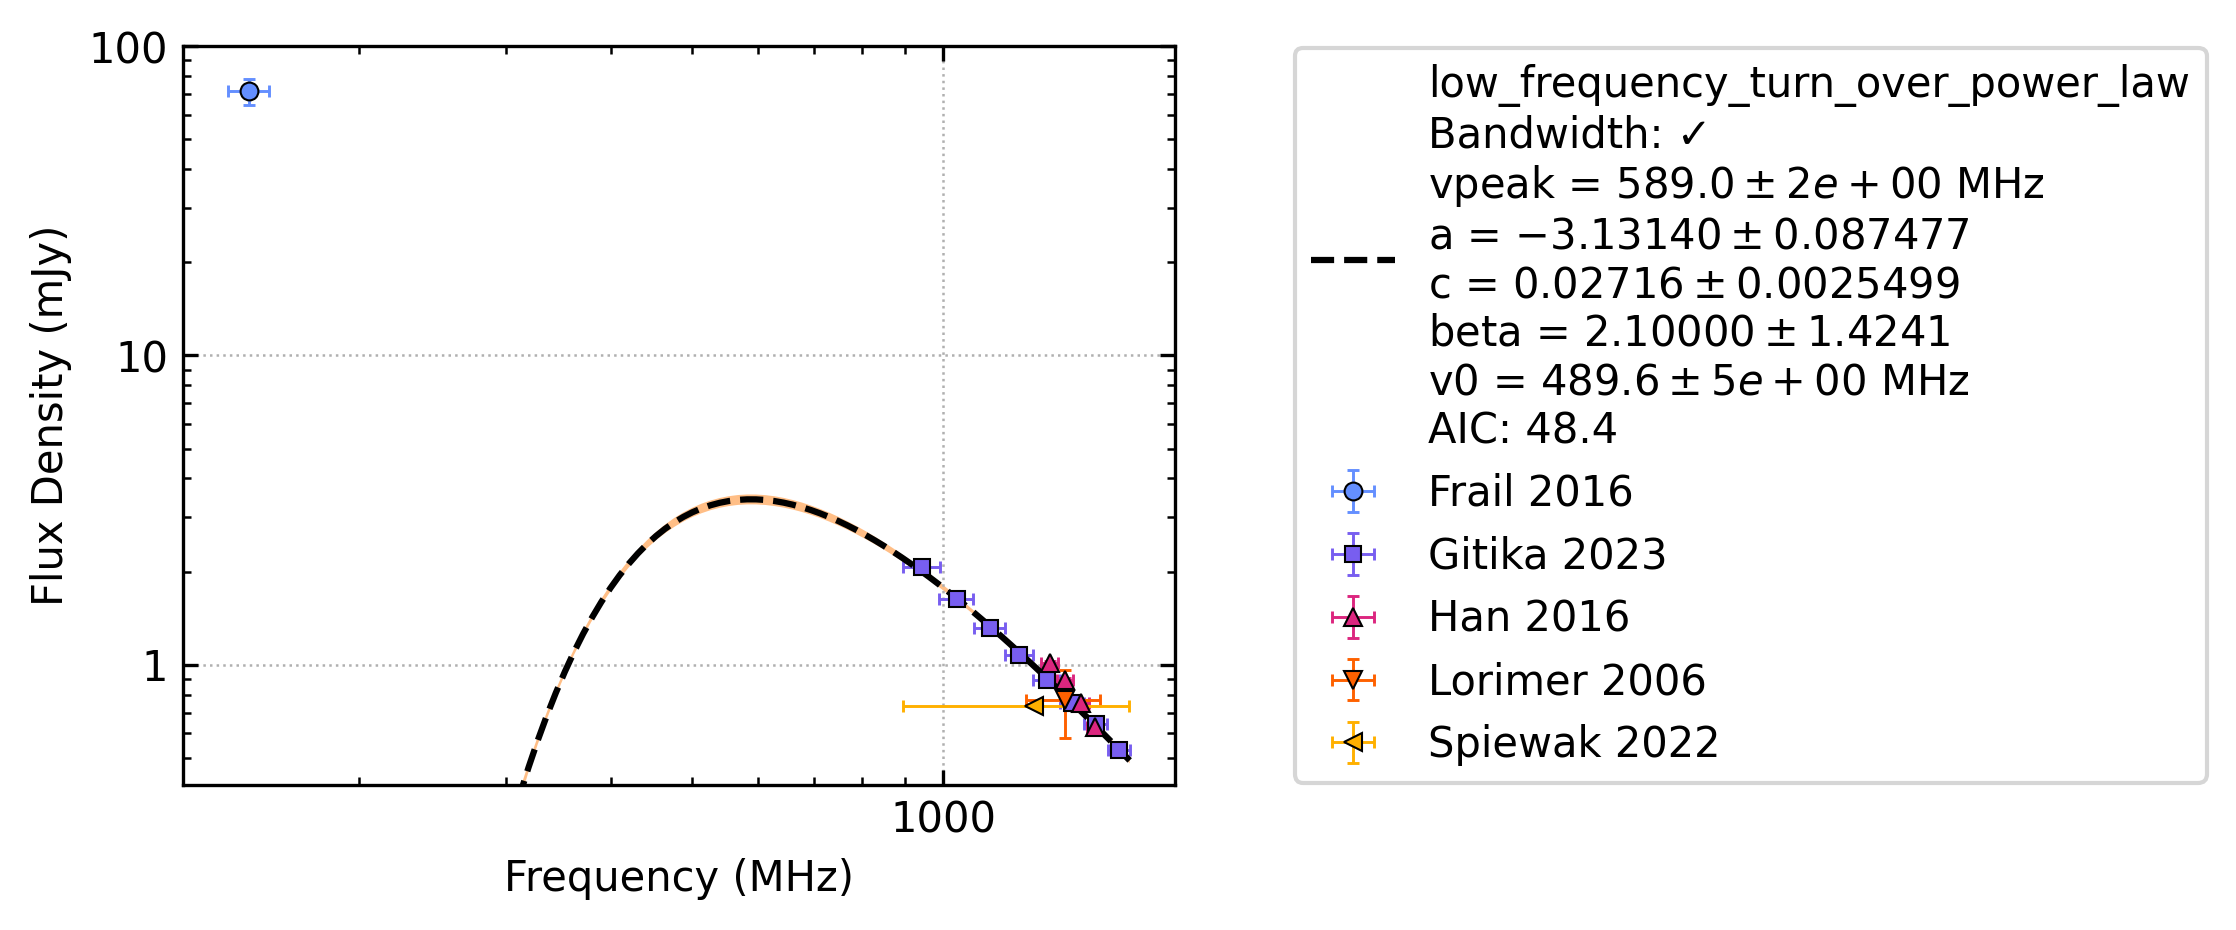 100
10
1
Flux Density (mJy)
1000
Frequency (MHz)
low_frequency_turn_over_power_law
Bandwidth: ✓
vpeak = 589.0 ± 2e + 00 MHz
a = −3.13140 ± 0.087477
c = 0.02716 ± 0.0025499
beta = 2.10000 ± 1.4241
v0 = 489.6 ± 5e + 00 MHz
AIC: 48.4
Frail 2016
Gitika 2023
Han 2016
Lorimer 2006
Spiewak 2022